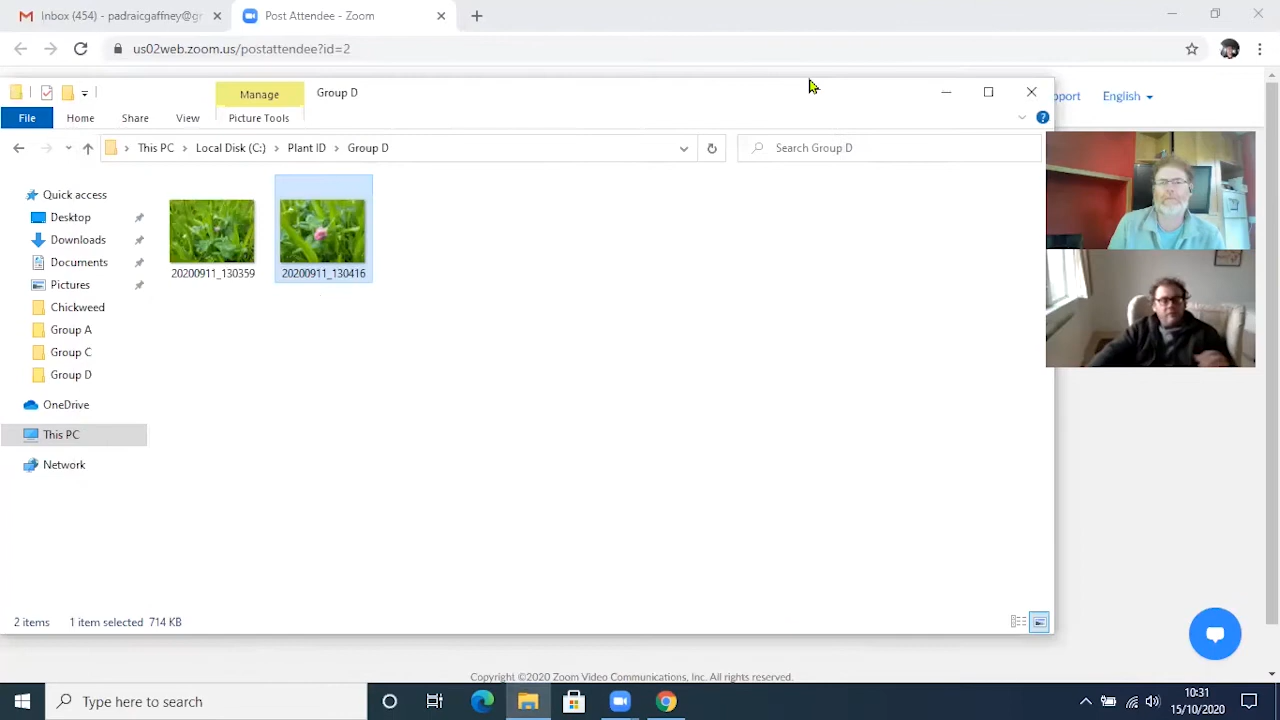 Inbox (454) - padraicgaffney@gr
Post Attendee - Zoom
us02web.zoom.us/postattendee?id=2
Manage
Group D
pport
English
File
Home
Share
View
Picture Tools
This PC
Local Disk (C:)
Plant ID
Group D
Search Group D
Quick access
Desktop
Downloads
Documents
Pictures
Chickweed
Group A
Group C
Group D
OneDrive
This PC
Network
20200911_130359
20200911_130416
2 items
1 item selected 714 KB
Copyright ©2020 Zoom Video Communications, Inc. All rights reserved.
Type here to search
10:31
15/10/2020